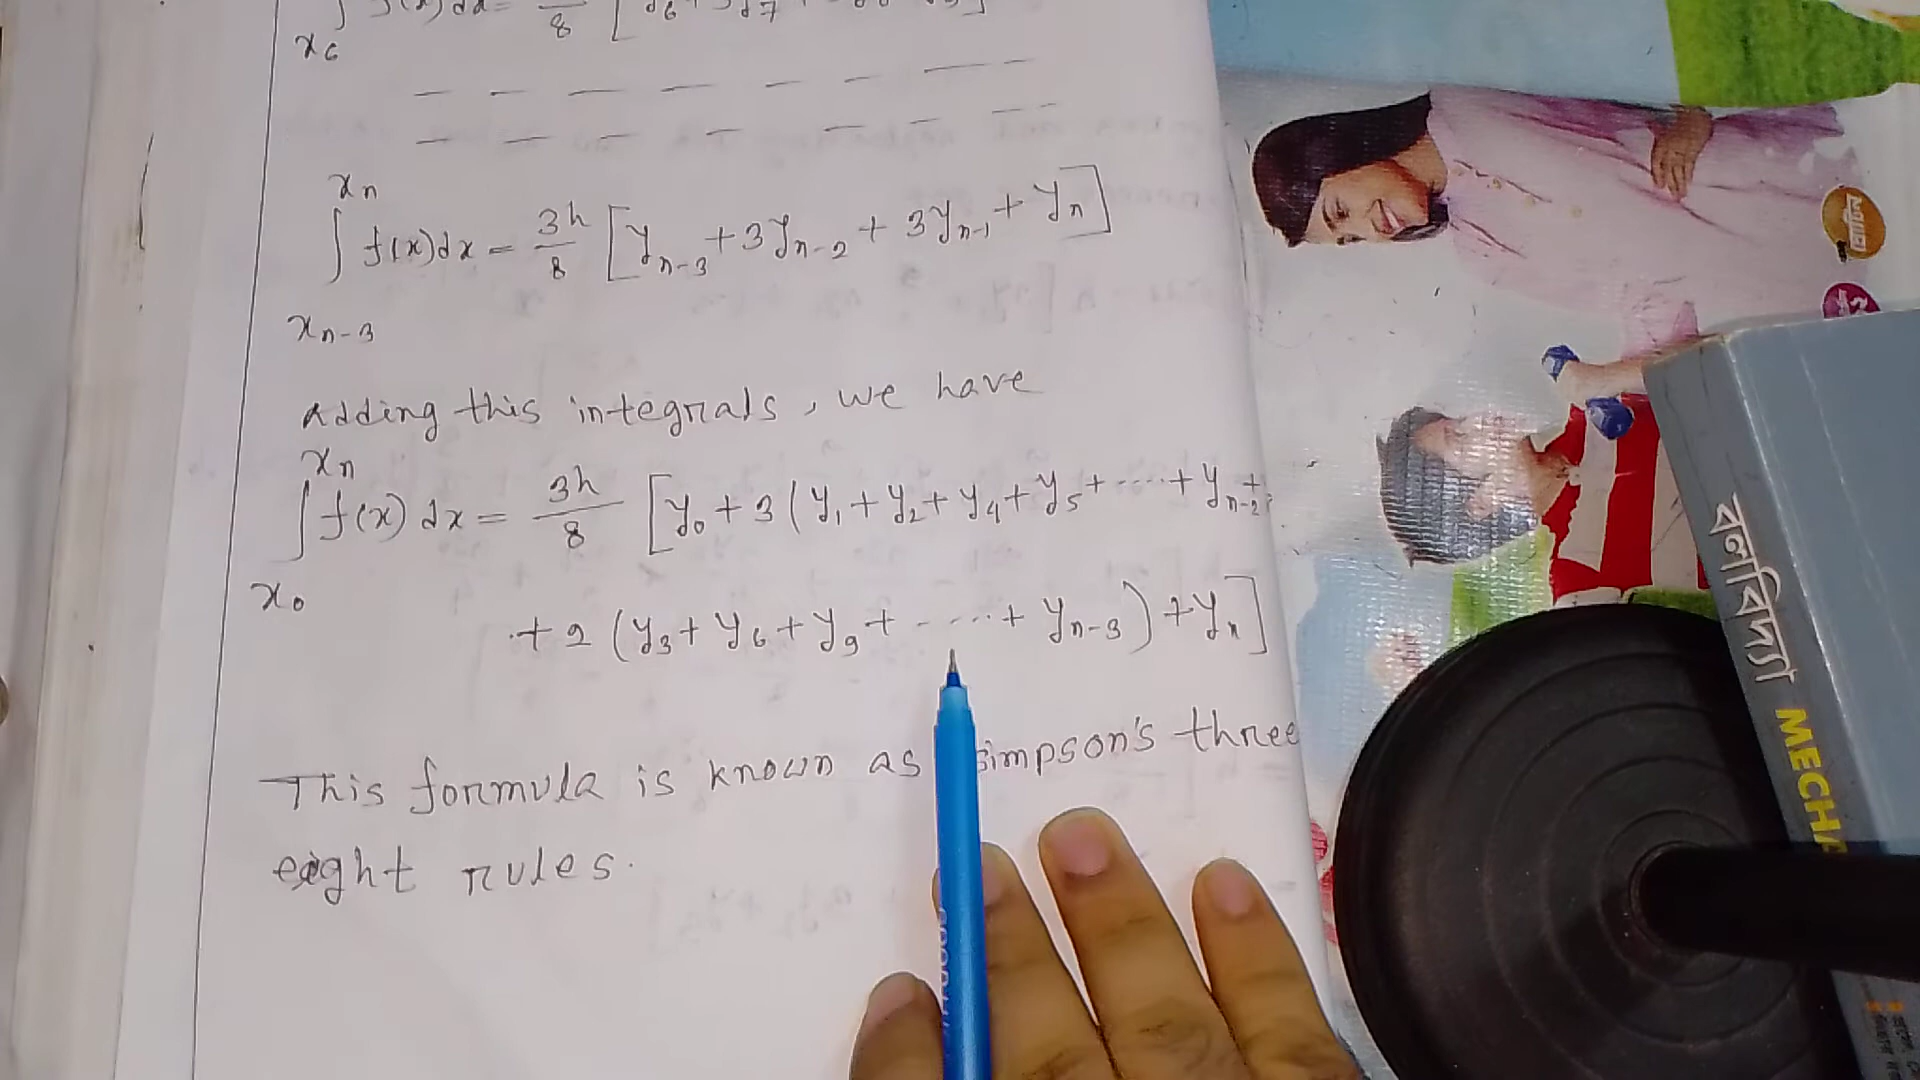 x₆
xₙ
∫ f(x)dx = 3h/8 [yₙ₋₃ + 3yₙ₋₂ + 3yₙ₋₁ + yₙ]
xₙ₋₃
Adding this integrals, we have
xₙ
∫ f(x) dx = 3h/8 [y₀ + 3(y₁ + y₂ + y₄ + y₅ + ..... + yₙ₋₂ +
x₀
+ 2 (y₃ + y₆ + y₉ + ..... + yₙ₋₃) + yₙ]
This formula is known as simpson's three
eight rules.
বলবিদ্যা MECHA